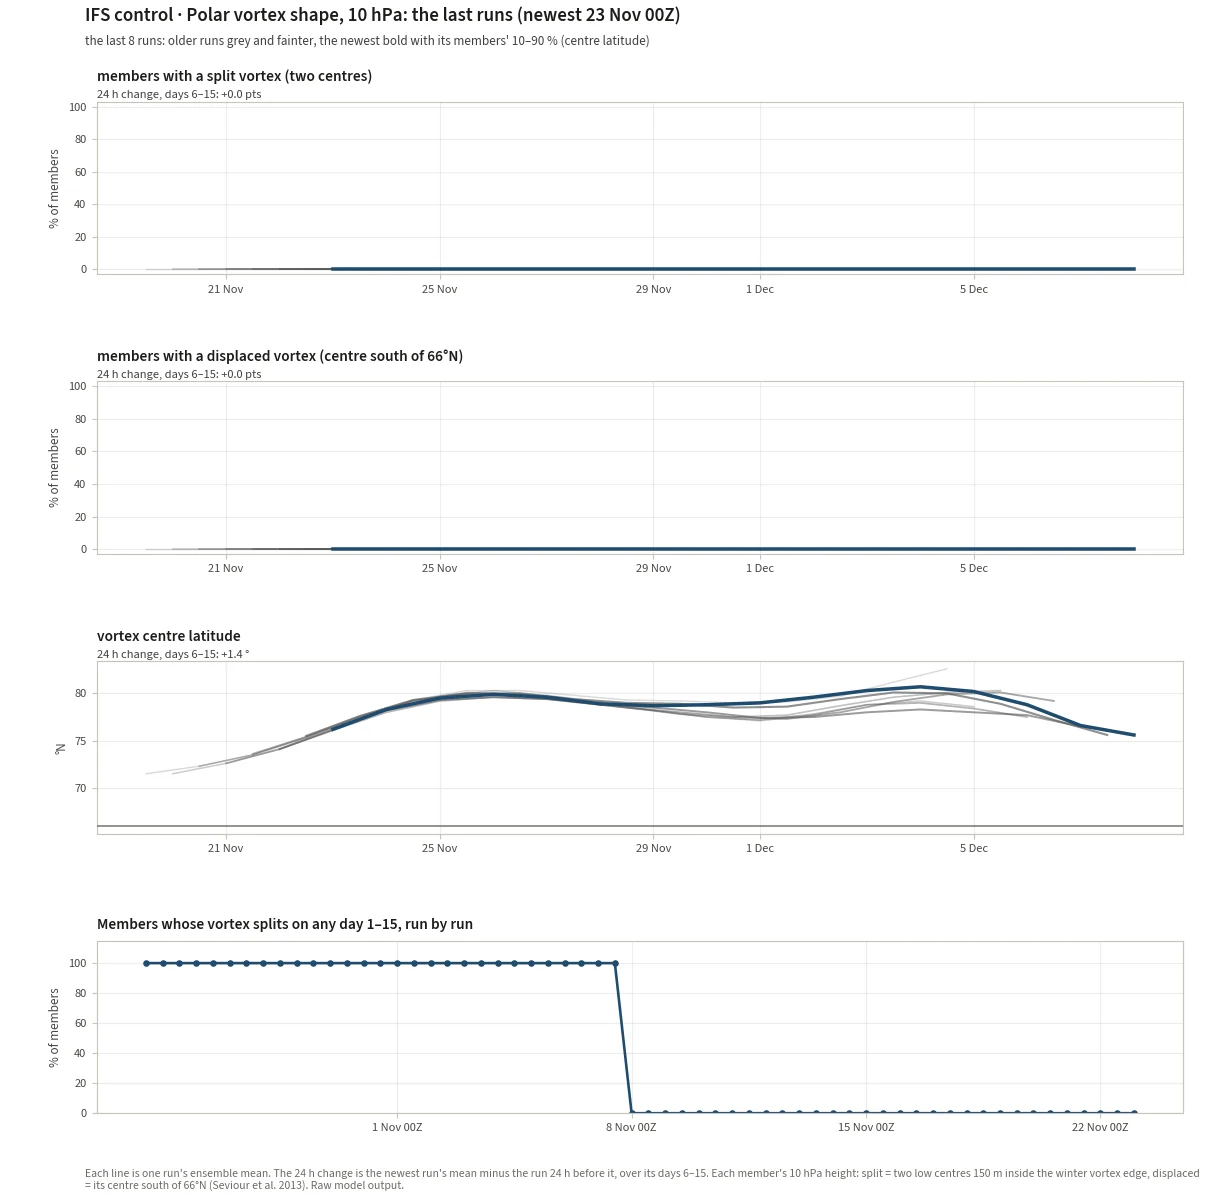 IFS control · Polar vortex shape, 10 hPa: the last runs (newest 23 Nov 00Z)
the last 8 runs: older runs grey and fainter, the newest bold with its members' 10–90 % (centre latitude)
members with a split vortex (two centres)
24 h change, days 6–15: +0.0 pts
100
80
60
40
20
0
% of members
21 Nov
25 Nov
29 Nov
1 Dec
5 Dec
members with a displaced vortex (centre south of 66°N)
24 h change, days 6–15: +0.0 pts
100
80
60
40
20
0
% of members
21 Nov
25 Nov
29 Nov
1 Dec
5 Dec
vortex centre latitude
24 h change, days 6–15: +1.4 °
80
75
70
°N
21 Nov
25 Nov
29 Nov
1 Dec
5 Dec
Members whose vortex splits on any day 1–15, run by run
100
80
60
40
20
0
% of members
1 Nov 00Z
8 Nov 00Z
15 Nov 00Z
22 Nov 00Z
Each line is one run's ensemble mean. The 24 h change is the newest run's mean minus the run 24 h before it, over its days 6–15. Each member's 10 hPa height: split = two low centres 150 m inside the winter vortex edge, displaced
= its centre south of 66°N (Seviour et al. 2013). Raw model output.